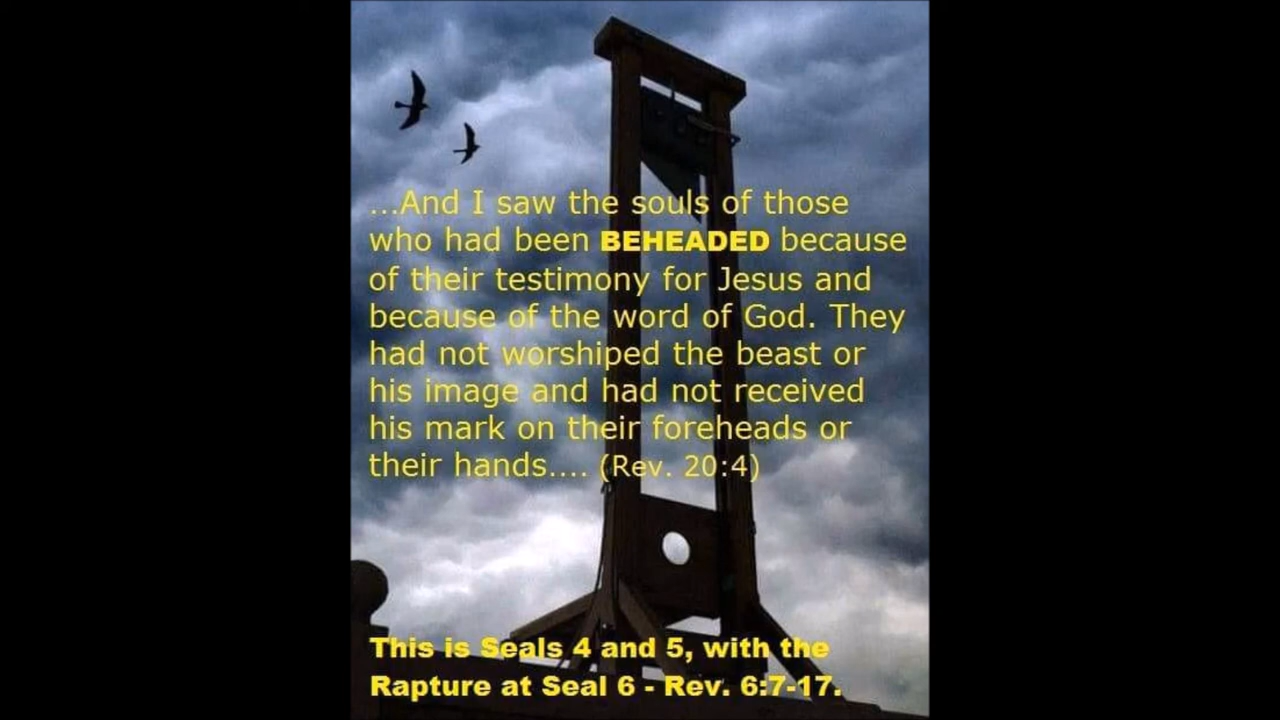 ...And I saw the souls of those
who had been BEHEADED because
of their testimony for Jesus and
because of the word of God. They
had not worshiped the beast or
his image and had not received
his mark on their foreheads or
their hands.... (Rev. 20:4)
This is Seals 4 and 5, with the
Rapture at Seal 6 - Rev. 6:7-17.